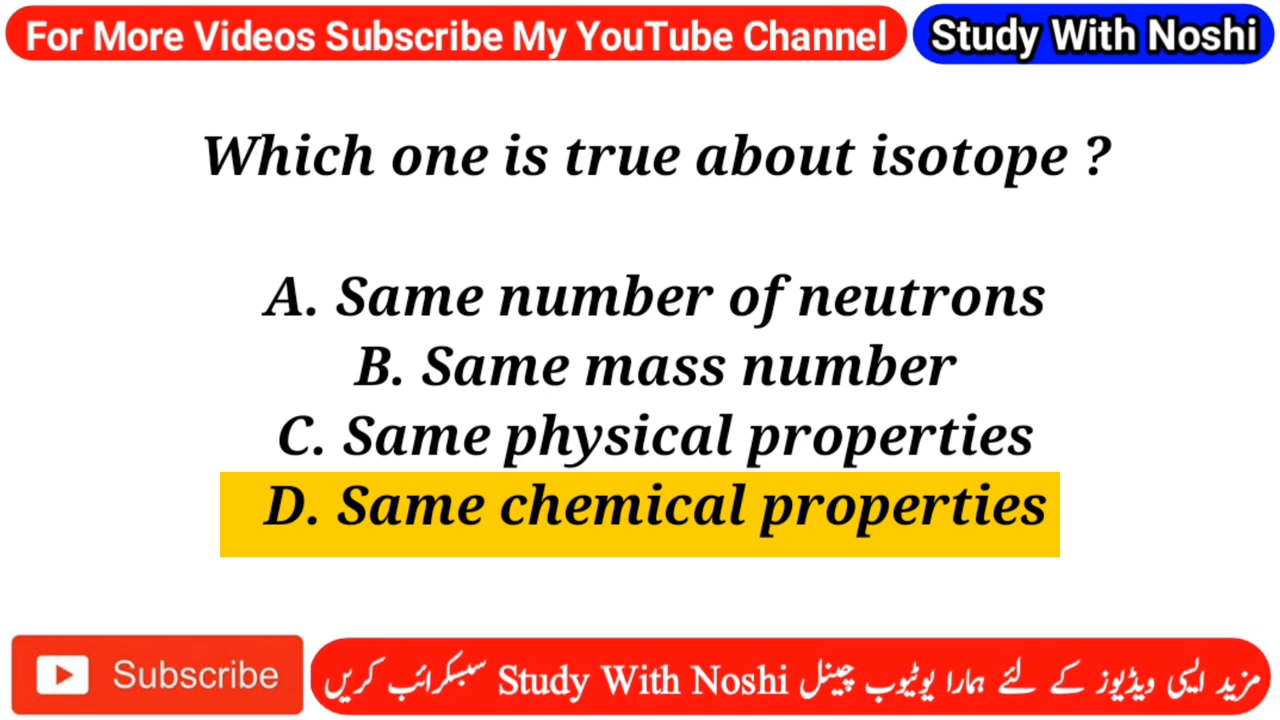 For More Videos Subscribe My YouTube Channel
Study With Noshi
Which one is true about isotope ?
A. Same number of neutrons
B. Same mass number
C. Same physical properties
D. Same chemical properties
Subscribe
مزید ایسی ویڈیوز کے لئے ہمارا یوٹیوب چینل Study With Noshi سبسکرائب کریں